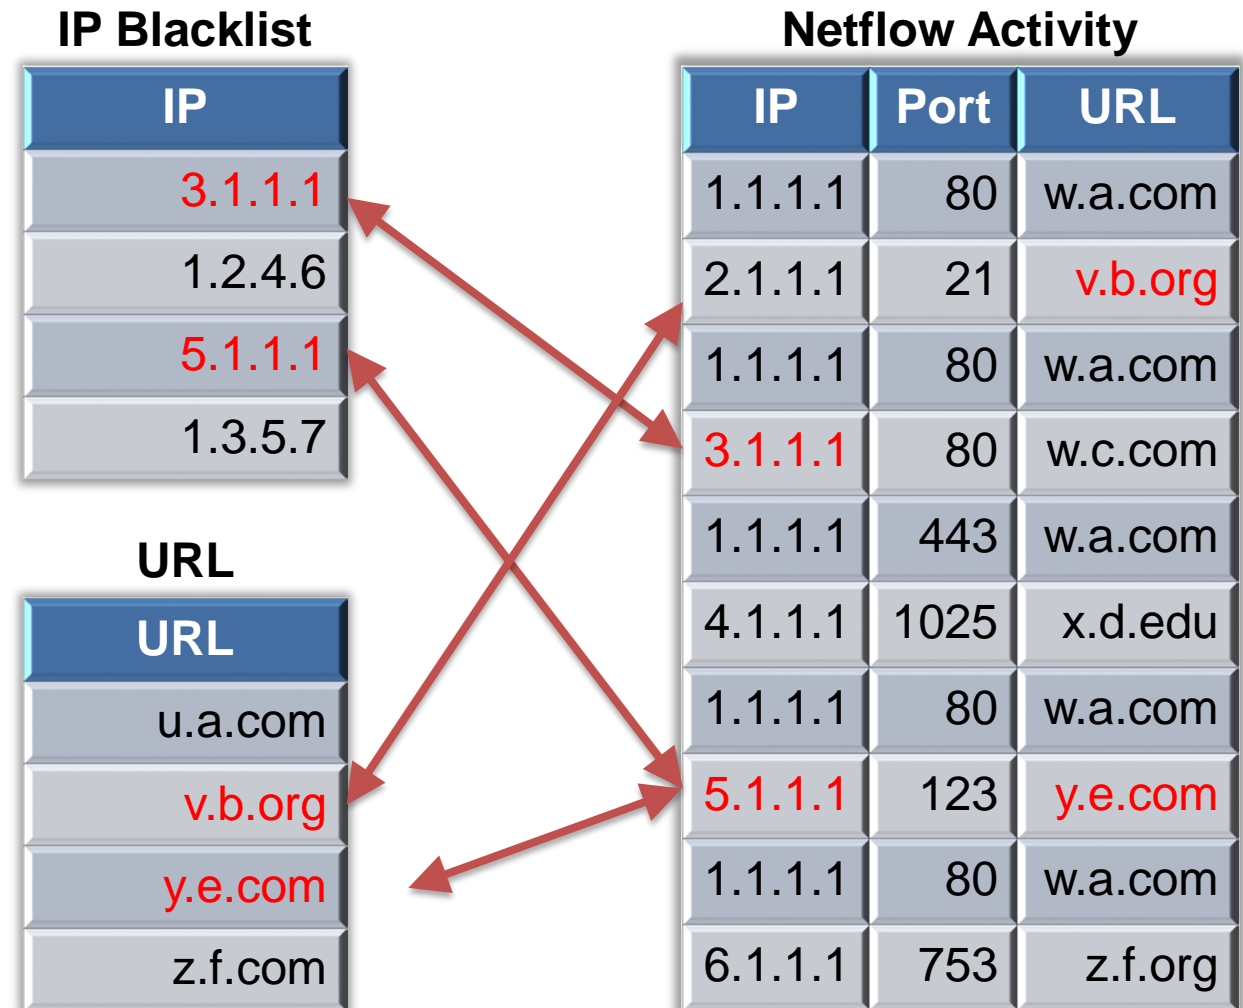 IP Blacklist
IP
3.1.1.1
1.2.4.6
5.1.1.1
1.3.5.7
URL
URL
u.a.com
v.b.org
y.e.com
z.f.com
Netflow Activity
IP Port URL
1.1.1.1 80 w.a.com
2.1.1.1 21 v.b.org
1.1.1.1 80 w.a.com
3.1.1.1 80 w.c.com
1.1.1.1 443 w.a.com
4.1.1.1 1025 x.d.edu
1.1.1.1 80 w.a.com
5.1.1.1 123 y.e.com
1.1.1.1 80 w.a.com
6.1.1.1 753 z.f.org